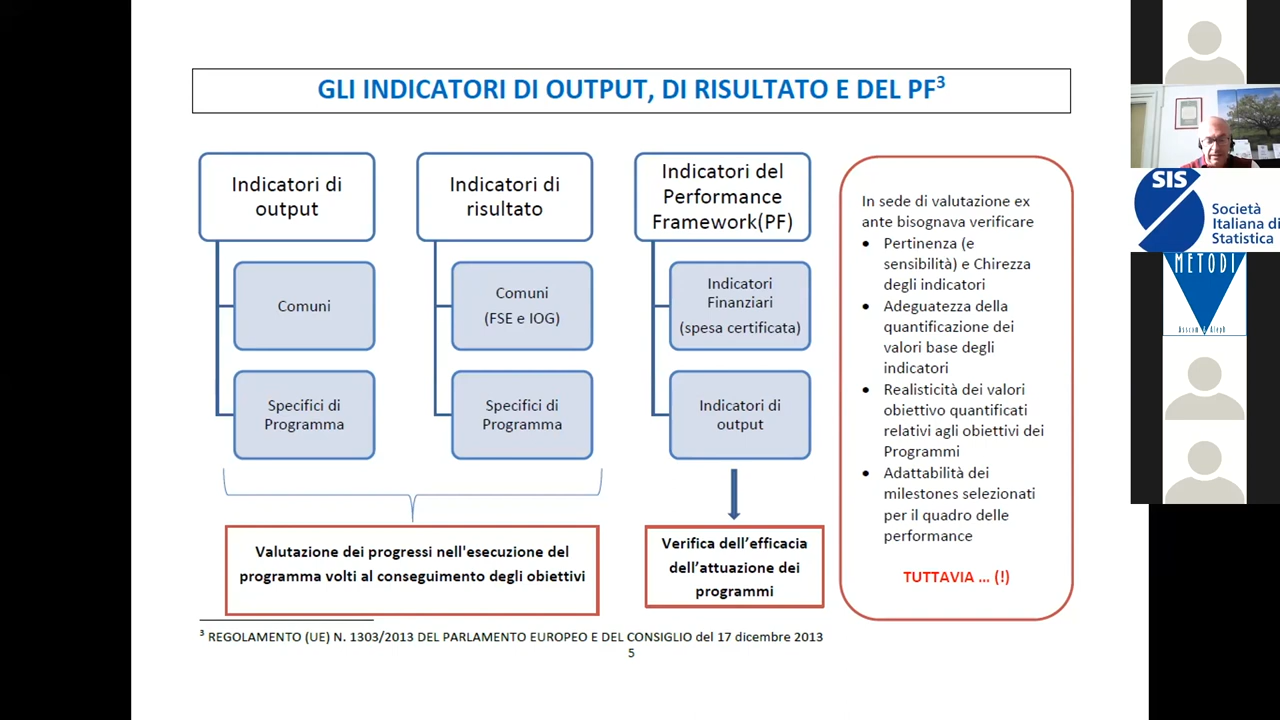 GLI INDICATORI DI OUTPUT, DI RISULTATO E DEL PF³
Indicatori di
output
Comuni
Specifici di
Programma
Indicatori di
risultato
Comuni
(FSE e IOG)
Specifici di
Programma
Indicatori del
Performance
Framework(PF)
Indicatori
Finanziari
(spesa certificata)
Indicatori di
output
Valutazione dei progressi nell'esecuzione del
programma volti al conseguimento degli obiettivi
Verifica dell’efficacia
dell’attuazione dei
programmi
In sede di valutazione ex
ante bisognava verificare
• Pertinenza (e
sensibilità) e Chirezza
degli indicatori
• Adeguatezza della
quantificazione dei
valori base degli
indicatori
• Realisticità dei valori
obiettivo quantificati
relativi agli obiettivi dei
Programmi
• Adattabilità dei
milestones selezionati
per il quadro delle
performance
TUTTAVIA ... (!)
³ REGOLAMENTO (UE) N. 1303/2013 DEL PARLAMENTO EUROPEO E DEL CONSIGLIO del 17 dicembre 2013
5
SIS
Società
Italiana di
Statistica
METODI